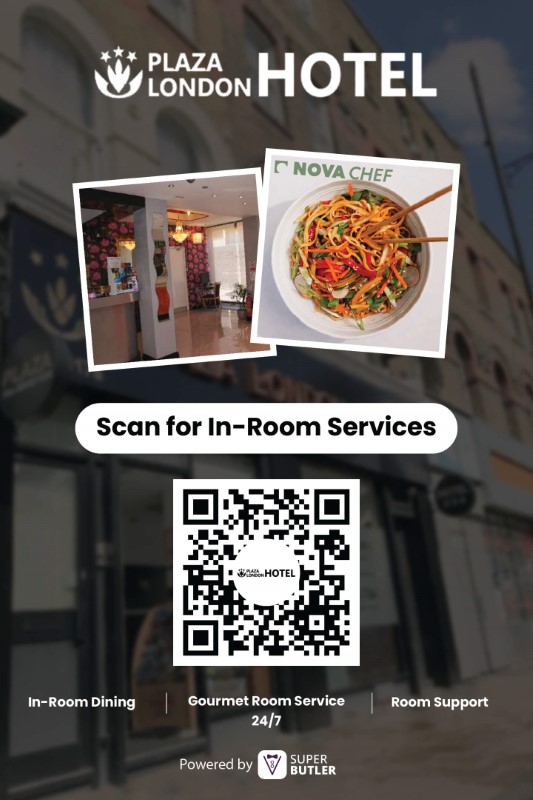 PLAZA
LONDON HOTEL
NOVA CHEF
Scan for In-Room Services
PLAZA
LONDON HOTEL
In-Room Dining
Gourmet Room Service
24/7
Room Support
Powered by
SUPER
BUTLER